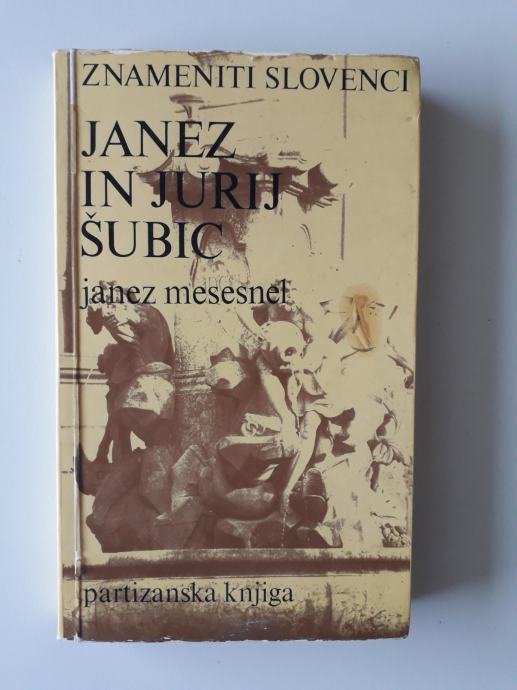 ZNAMENITI SLOVENCI
JANEZ
IN JURIJ
ŠUBIC
janez mesesnel
partizanska knjiga